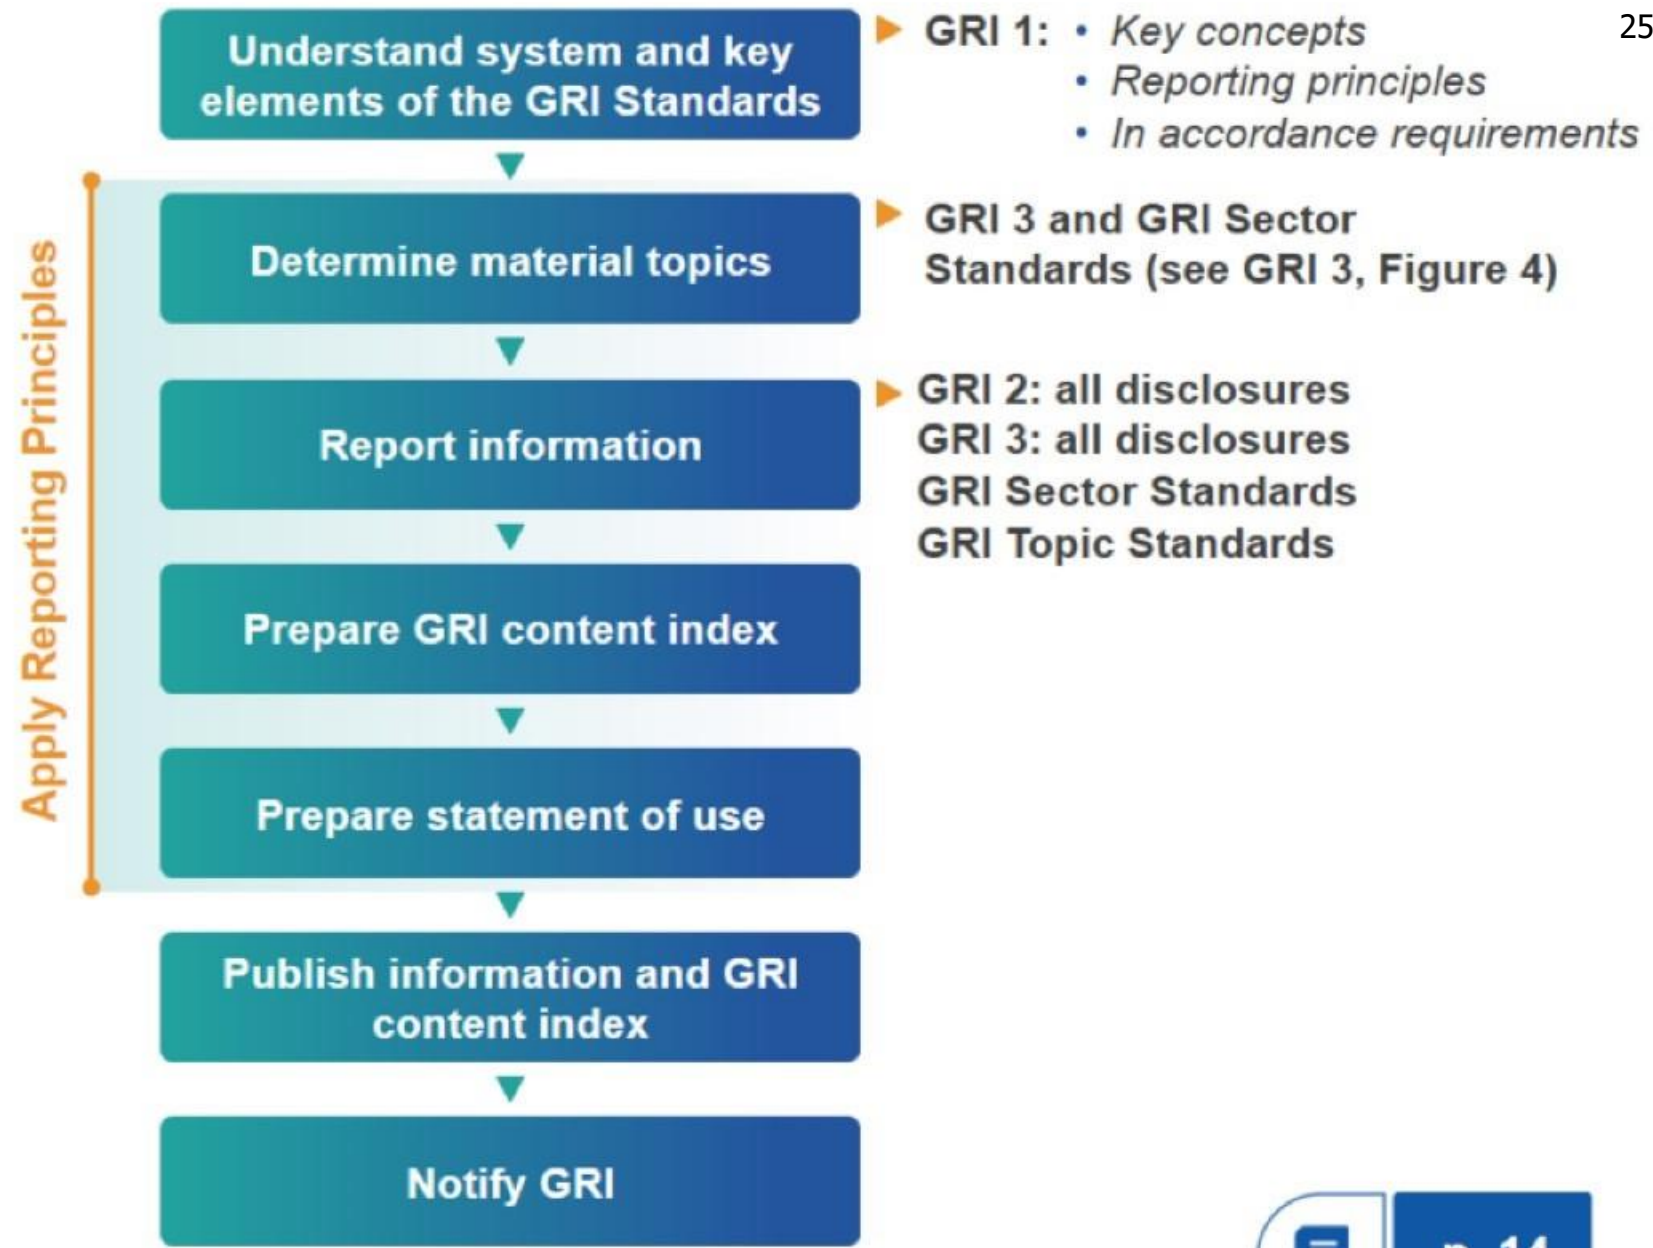 25
Understand system and key
elements of the GRI Standards
GRI 1: • Key concepts
• Reporting principles
• In accordance requirements
Apply Reporting Principles
Determine material topics
GRI 3 and GRI Sector
Standards (see GRI 3, Figure 4)
Report information
GRI 2: all disclosures
GRI 3: all disclosures
GRI Sector Standards
GRI Topic Standards
Prepare GRI content index
Prepare statement of use
Publish information and GRI
content index
Notify GRI
p. 14